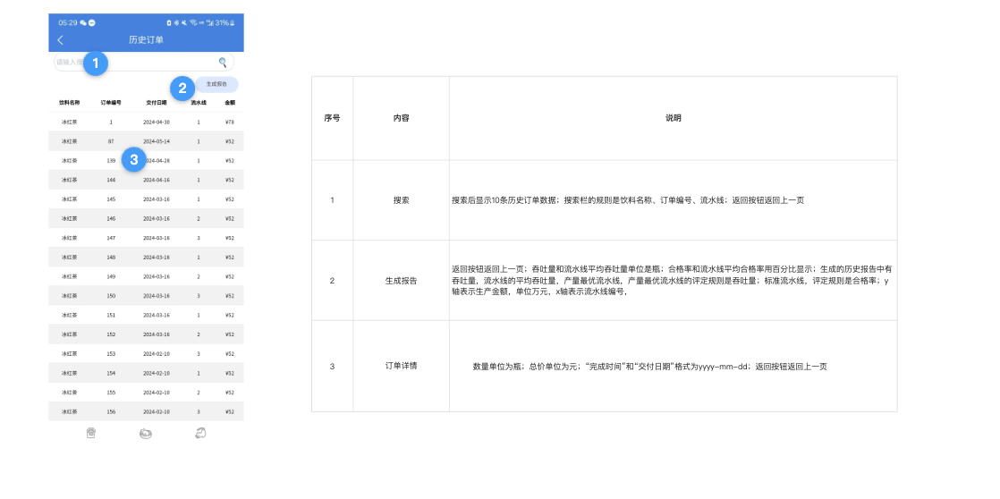 05:29
31%
历史订单
请输入搜
1
2
生成报告
饮料名称 订单编号 交付日期 流水线 金额
冰红茶 1 2024-04-30 1 ¥78
冰红茶 87 2024-05-14 1 ¥52
冰红茶 139 2024-04-28 1 ¥52
3
冰红茶 144 2024-04-16 1 ¥52
冰红茶 145 2024-03-16 1 ¥52
冰红茶 146 2024-03-16 2 ¥52
冰红茶 147 2024-03-16 3 ¥52
冰红茶 148 2024-03-16 1 ¥52
冰红茶 149 2024-03-16 2 ¥52
冰红茶 150 2024-03-16 3 ¥52
冰红茶 151 2024-03-16 1 ¥52
冰红茶 152 2024-03-16 2 ¥52
冰红茶 153 2024-02-10 3 ¥52
冰红茶 154 2024-02-10 1 ¥52
冰红茶 155 2024-02-10 2 ¥52
冰红茶 156 2024-02-10 3 ¥52
序号 内容 说明
1 搜索 搜索后显示10条历史订单数据；搜索栏的规则是饮料名称、订单编号、流水线；返回按钮返回上一页
2 生成报告 返回按钮返回上一页；吞吐量和流水线平均吞吐量单位是瓶；合格率和流水线平均合格率用百分比显示；生成的历史报告中有
吞吐量，流水线的平均吞吐量，产量最优流水线，产量最优流水线的评定规则是吞吐量；标准流水线，评定规则是合格率；y
轴表示生产金额，单位万元，x轴表示流水线编号，
3 订单详情 数量单位为瓶；总价单位为元；“完成时间”和“交付日期”格式为yyyy-mm-dd；返回按钮返回上一页